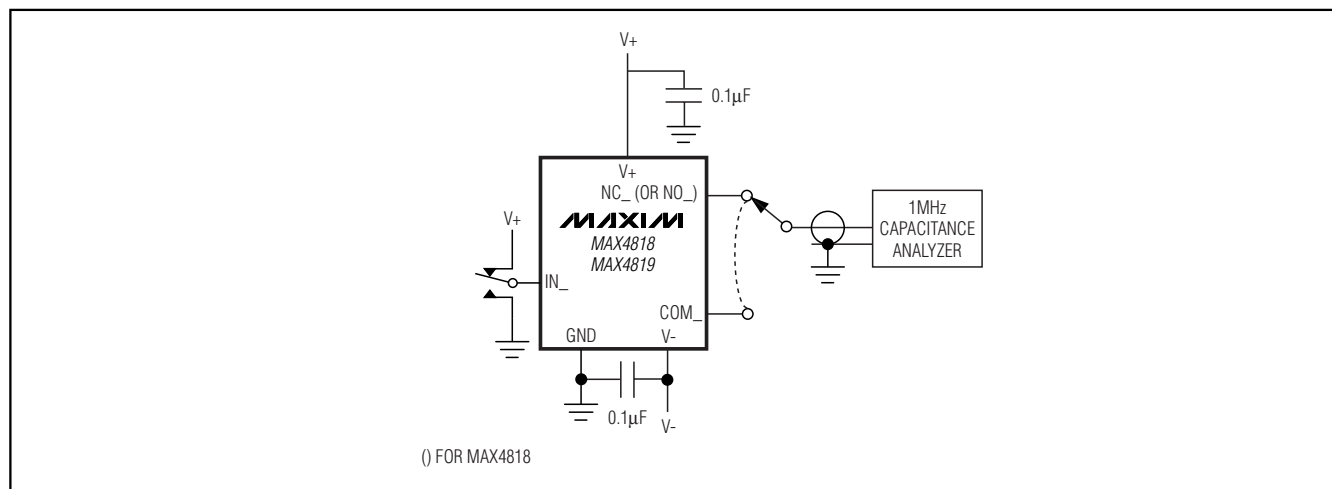 V+
0.1µF
V+
NC_ (OR NO_)
MAXIM
MAX4818
MAX4819
V+
IN_
COM_
GND
V-
0.1µF
V-
1MHz
CAPACITANCE
ANALYZER
() FOR MAX4818